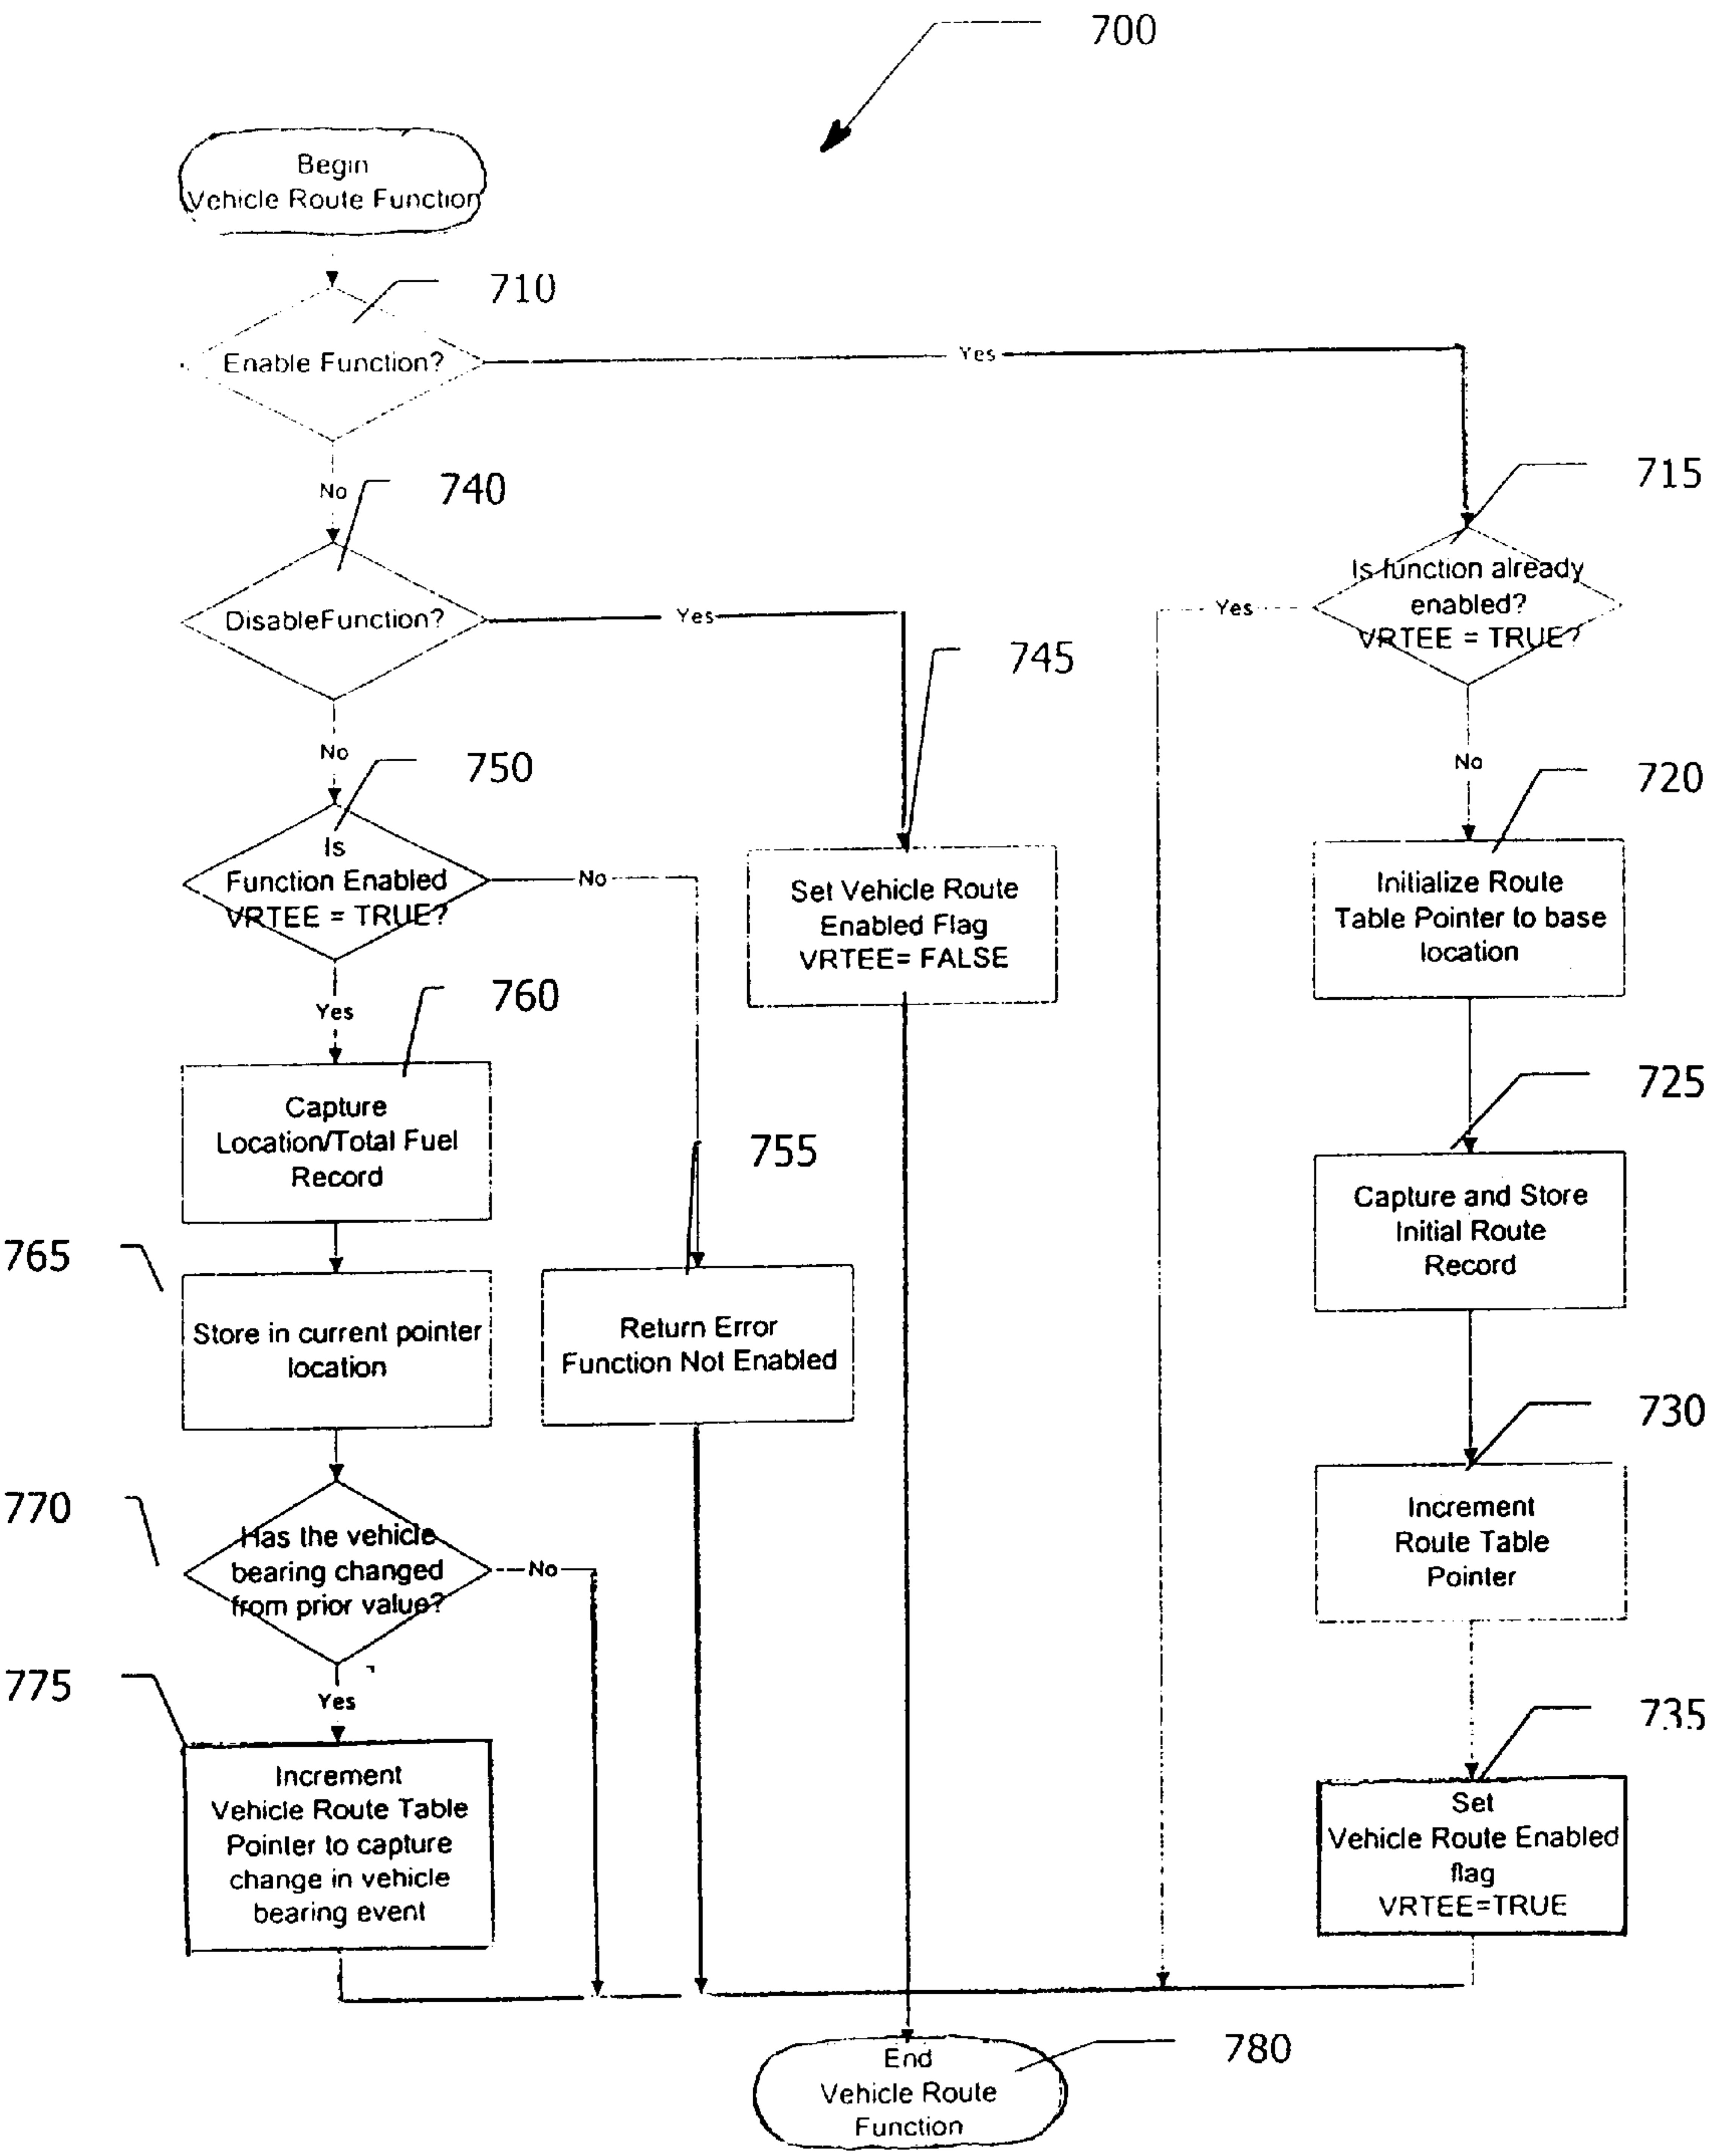 700
Begin
Vehicle Route Function
710
Enable Function?
Yes
No
740
715
DisableFunction?
Yes
Is function already
enabled?
VRTEE = TRUE?
Yes
745
No
No
750
720
Is
Function Enabled
VRTEE = TRUE?
No
Set Vehicle Route
Enabled Flag
VRTEE= FALSE
Initialize Route
Table Pointer to base
location
Yes
760
725
Capture
Location/Total Fuel
Record
755
Capture and Store
Initial Route
Record
765
Store in current pointer
location
Return Error
Function Not Enabled
730
770
Has the vehicle
bearing changed
from prior value?
No
Increment
Route Table
Pointer
Yes
775
735
Increment
Vehicle Route Table
Pointer to capture
change in vehicle
bearing event
Set
Vehicle Route Enabled
flag
VRTEE=TRUE
End
Vehicle Route
Function
780